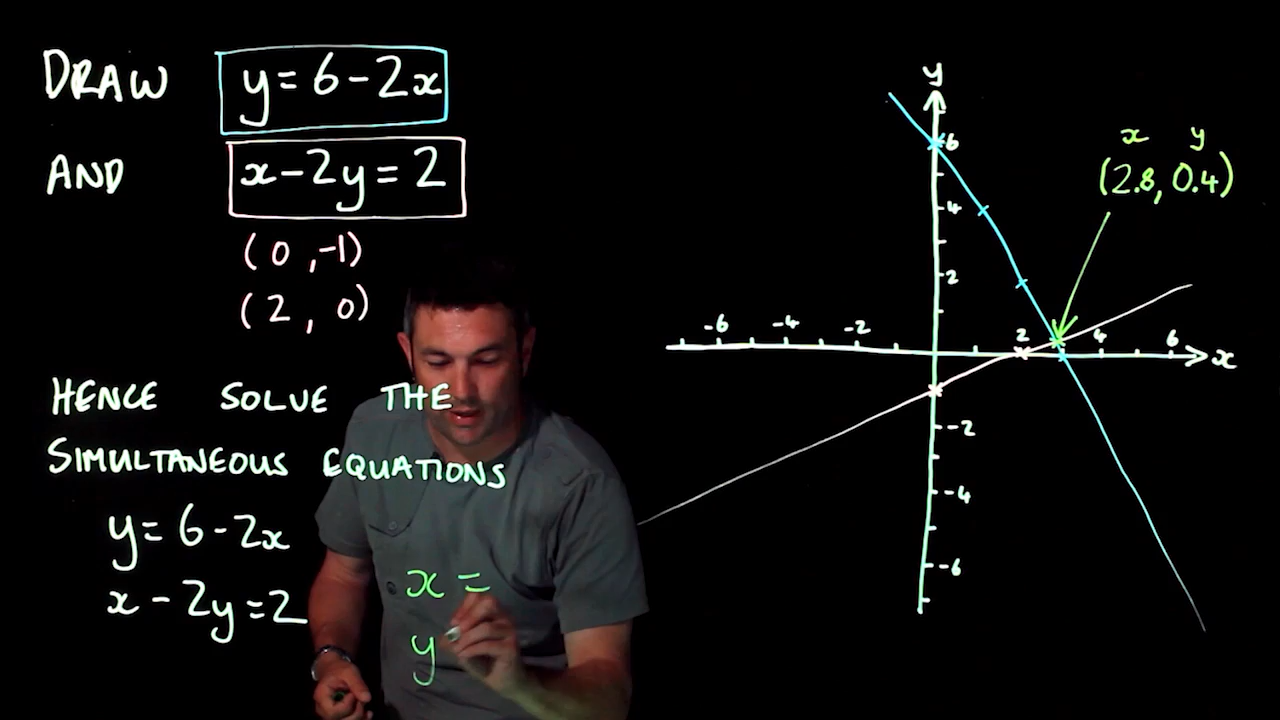 DRAW y=6-2x
AND x-2y=2
(0,-1)
(2, 0)
HENCE SOLVE THE
SIMULTANEOUS EQUATIONS
y=6-2x
x-2y=2
x =
y
y
6
4
2
-2
-4
-6
-6 -4 -2 2 4 6 x
x y
(2.8, 0.4)